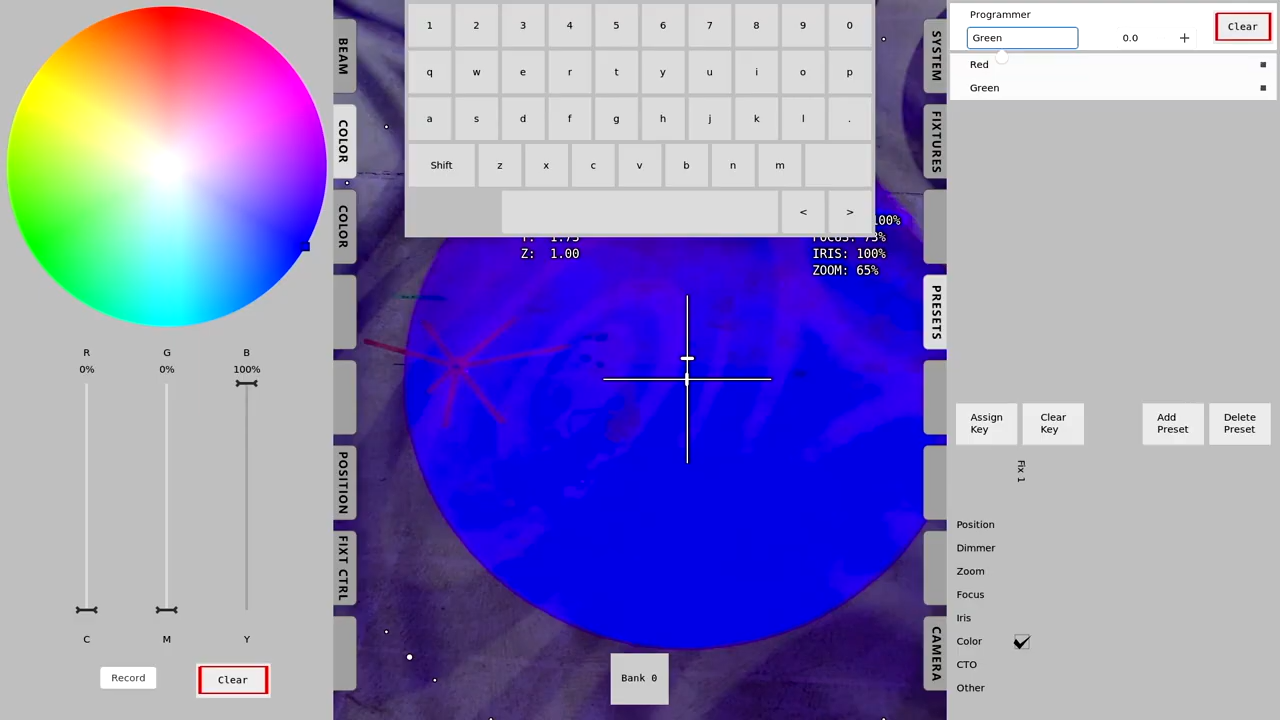 R
0%
G
0%
B
100%
C
M
Y
Record
Clear
BEAM
COLOR
COLOR
POSITION
FIXT CTRL
1 2 3 4 5 6 7 8 9 0
q w e r t y u i o p
a s d f g h j k l .
Shift z x c v b n m
< >
Z: 1.00
100%
IRIS: 100%
ZOOM: 65%
Bank 0
SYSTEM
FIXTURES
PRESETS
CAMERA
Programmer
Green
0.0
+
Clear
Red
Green
Assign
Key
Clear
Key
Add
Preset
Delete
Preset
Fix 1
Position
Dimmer
Zoom
Focus
Iris
Color
CTO
Other